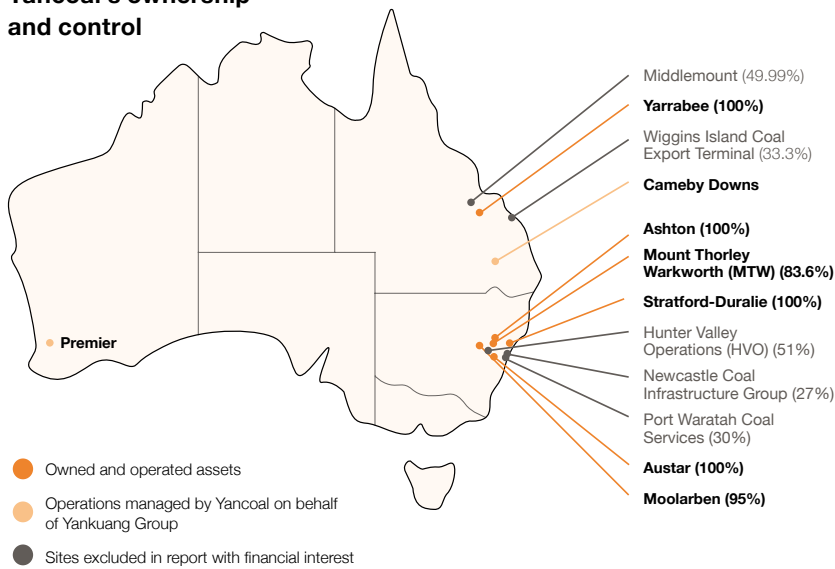 Yancoal's ownership
and control
Middlemount (49.99%)
Yarrabee (100%)
Wiggins Island Coal
Export Terminal (33.3%)
Cameby Downs
Ashton (100%)
Mount Thorley
Warkworth (MTW) (83.6%)
Stratford-Duralie (100%)
Hunter Valley
Operations (HVO) (51%)
Newcastle Coal
Infrastructure Group (27%)
Port Waratah Coal
Services (30%)
Austar (100%)
Moolarben (95%)
Premier
Owned and operated assets
Operations managed by Yancoal on behalf
of Yankuang Group
Sites excluded in report with financial interest